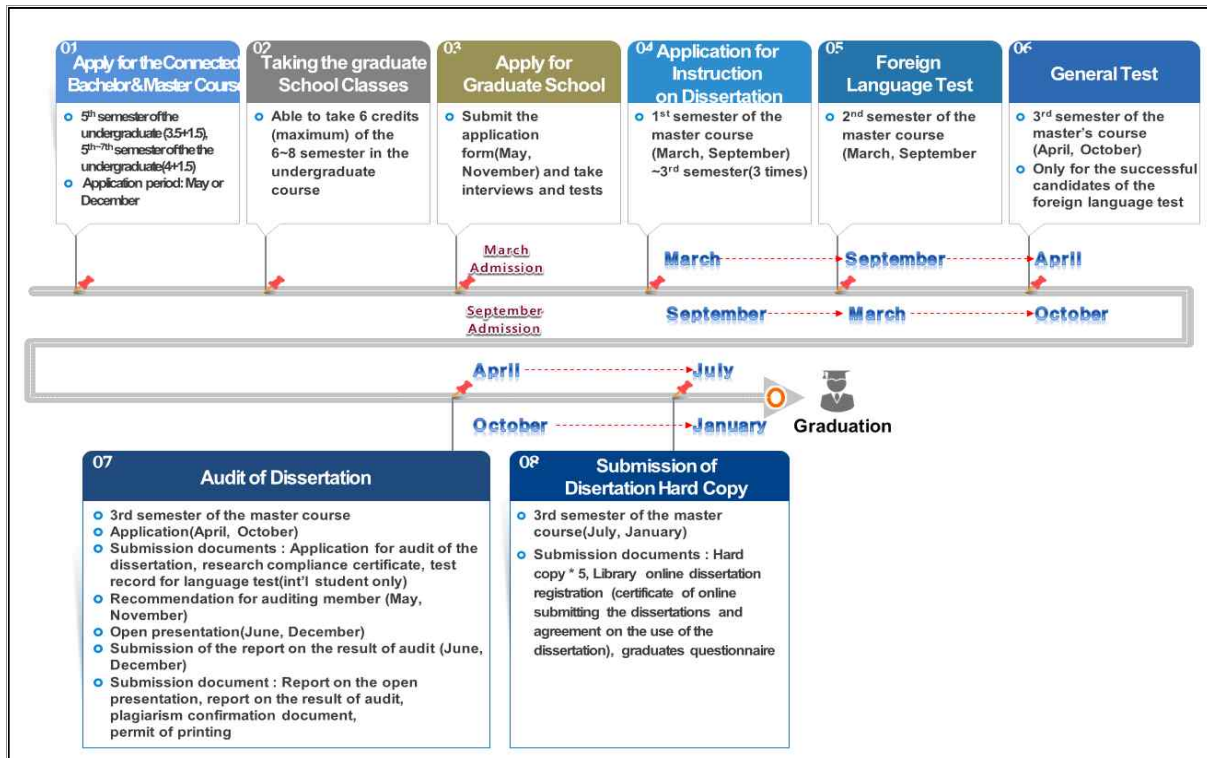 01
Apply for the Connected
Bachelor&Master Course
5th semester of the
undergraduate (3.5+1.5),
5th~7th semester of the the
undergraduate(4+1.5)
Application period: May or
December
02
Taking the graduate
School Classes
Able to take 6 credits
(maximum) of the
6~8 semester in the
undergraduate
course
03
Apply for
Graduate School
Submit the
application
form(May,
November) and take
interviews and tests
04
Application for
Instruction
on Dissertation
1st semester of the
master course
(March, September)
~3rd semester(3 times)
05
Foreign
Language Test
2nd semester of the
master course
(March, September
06
General Test
3rd semester of the
master's course
(April, October)
Only for the successful
candidates of the
foreign language test
March
Admission
March
September
April
September
Admission
September
March
October
April
July
October
January
Graduation
07
Audit of Dissertation
3rd semester of the master course
Application(April, October)
Submission documents : Application for audit of the
dissertation, research compliance certificate, test
record for language test(int'l student only)
Recommendation for auditing member (May,
November)
Open presentation(June, December)
Submission of the report on the result of audit (June,
December)
Submission document : Report on the open
presentation, report on the result of audit,
plagiarism confirmation document,
permit of printing
08
Submission of
Disertation Hard Copy
3rd semester of the master
course(July, January)
Submission documents : Hard
copy * 5, Library online dissertation
registration (certificate of online
submitting the dissertations and
agreement on the use of the
dissertation), graduates questionnaire